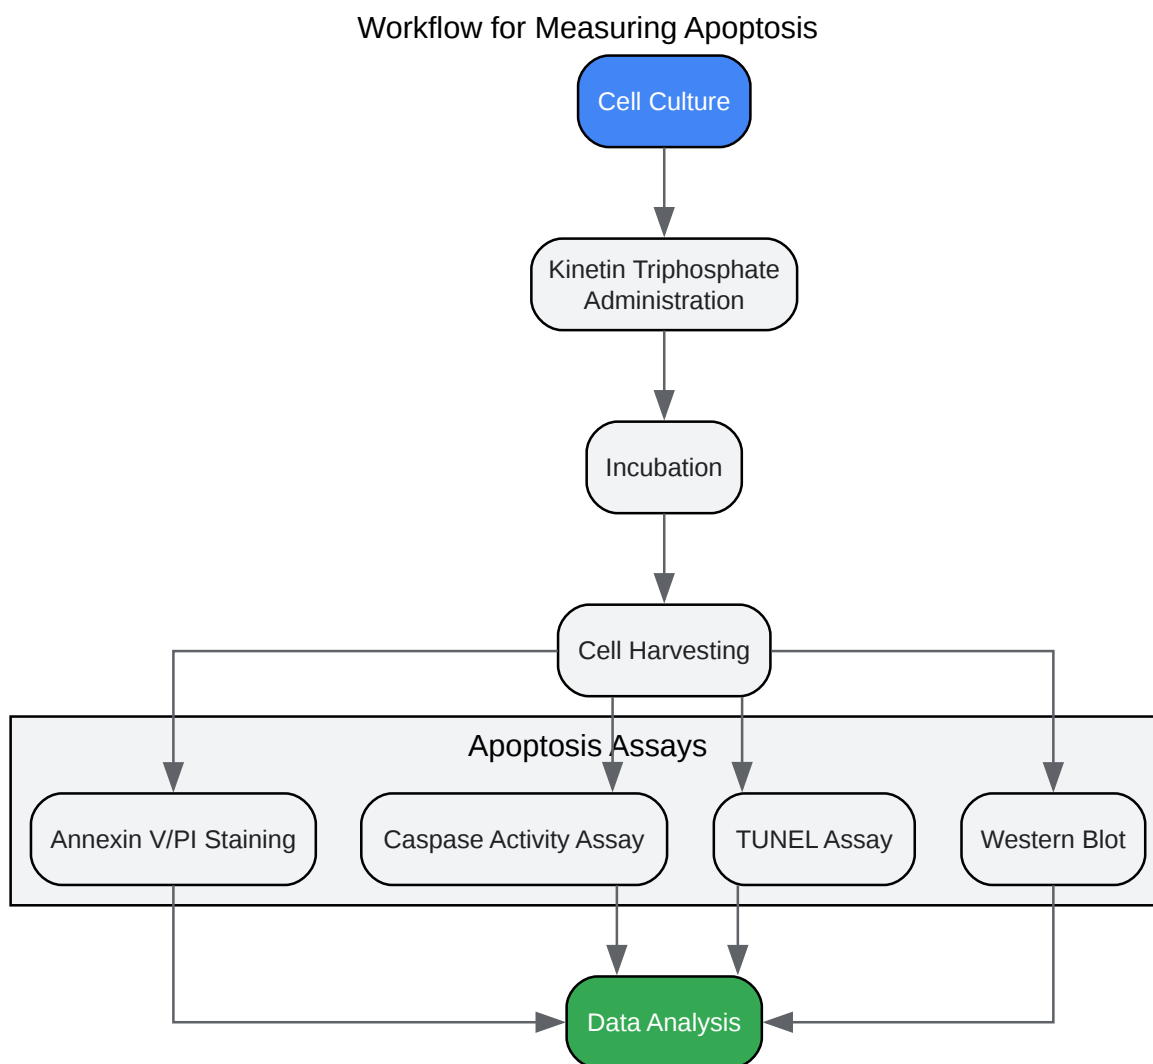 Workflow for Measuring Apoptosis
Cell Culture
Kinetin Triphosphate
Administration
Incubation
Cell Harvesting
Apoptosis Assays
Annexin V/PI Staining
Caspase Activity Assay
TUNEL Assay
Western Blot
Data Analysis